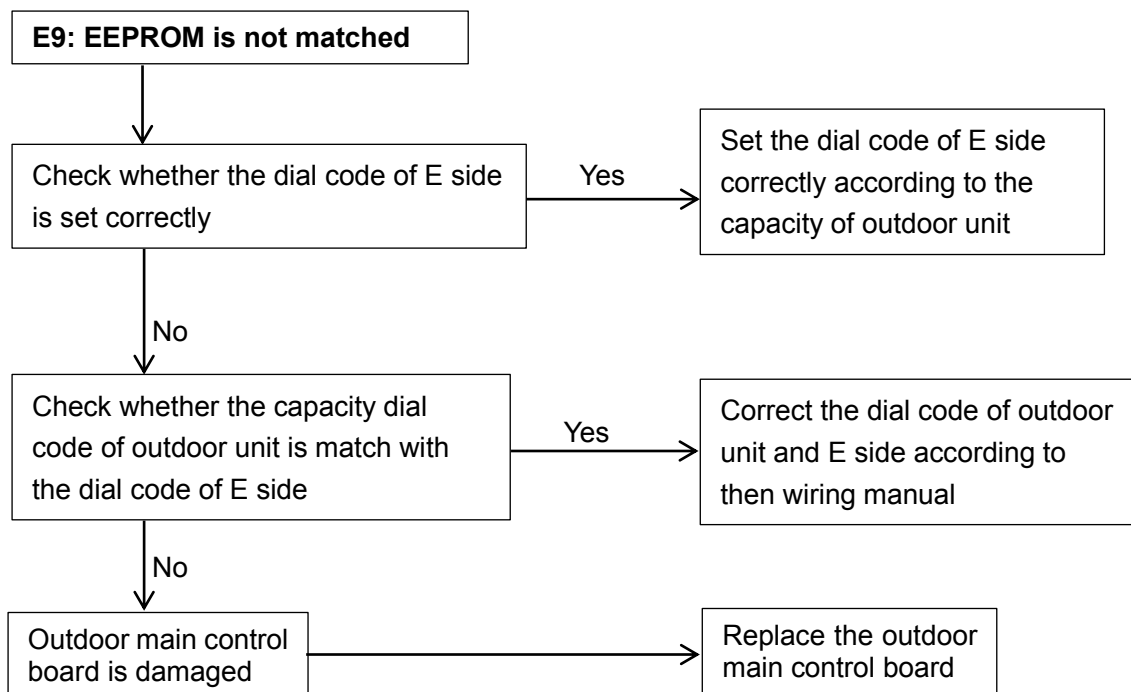 E9: EEPROM is not matched
Check whether the dial code of E side
is set correctly
Yes
Set the dial code of E side
correctly according to the
capacity of outdoor unit
No
Check whether the capacity dial
code of outdoor unit is match with
the dial code of E side
Yes
Correct the dial code of outdoor
unit and E side according to
then wiring manual
No
Outdoor main control
board is damaged
Replace the outdoor
main control board